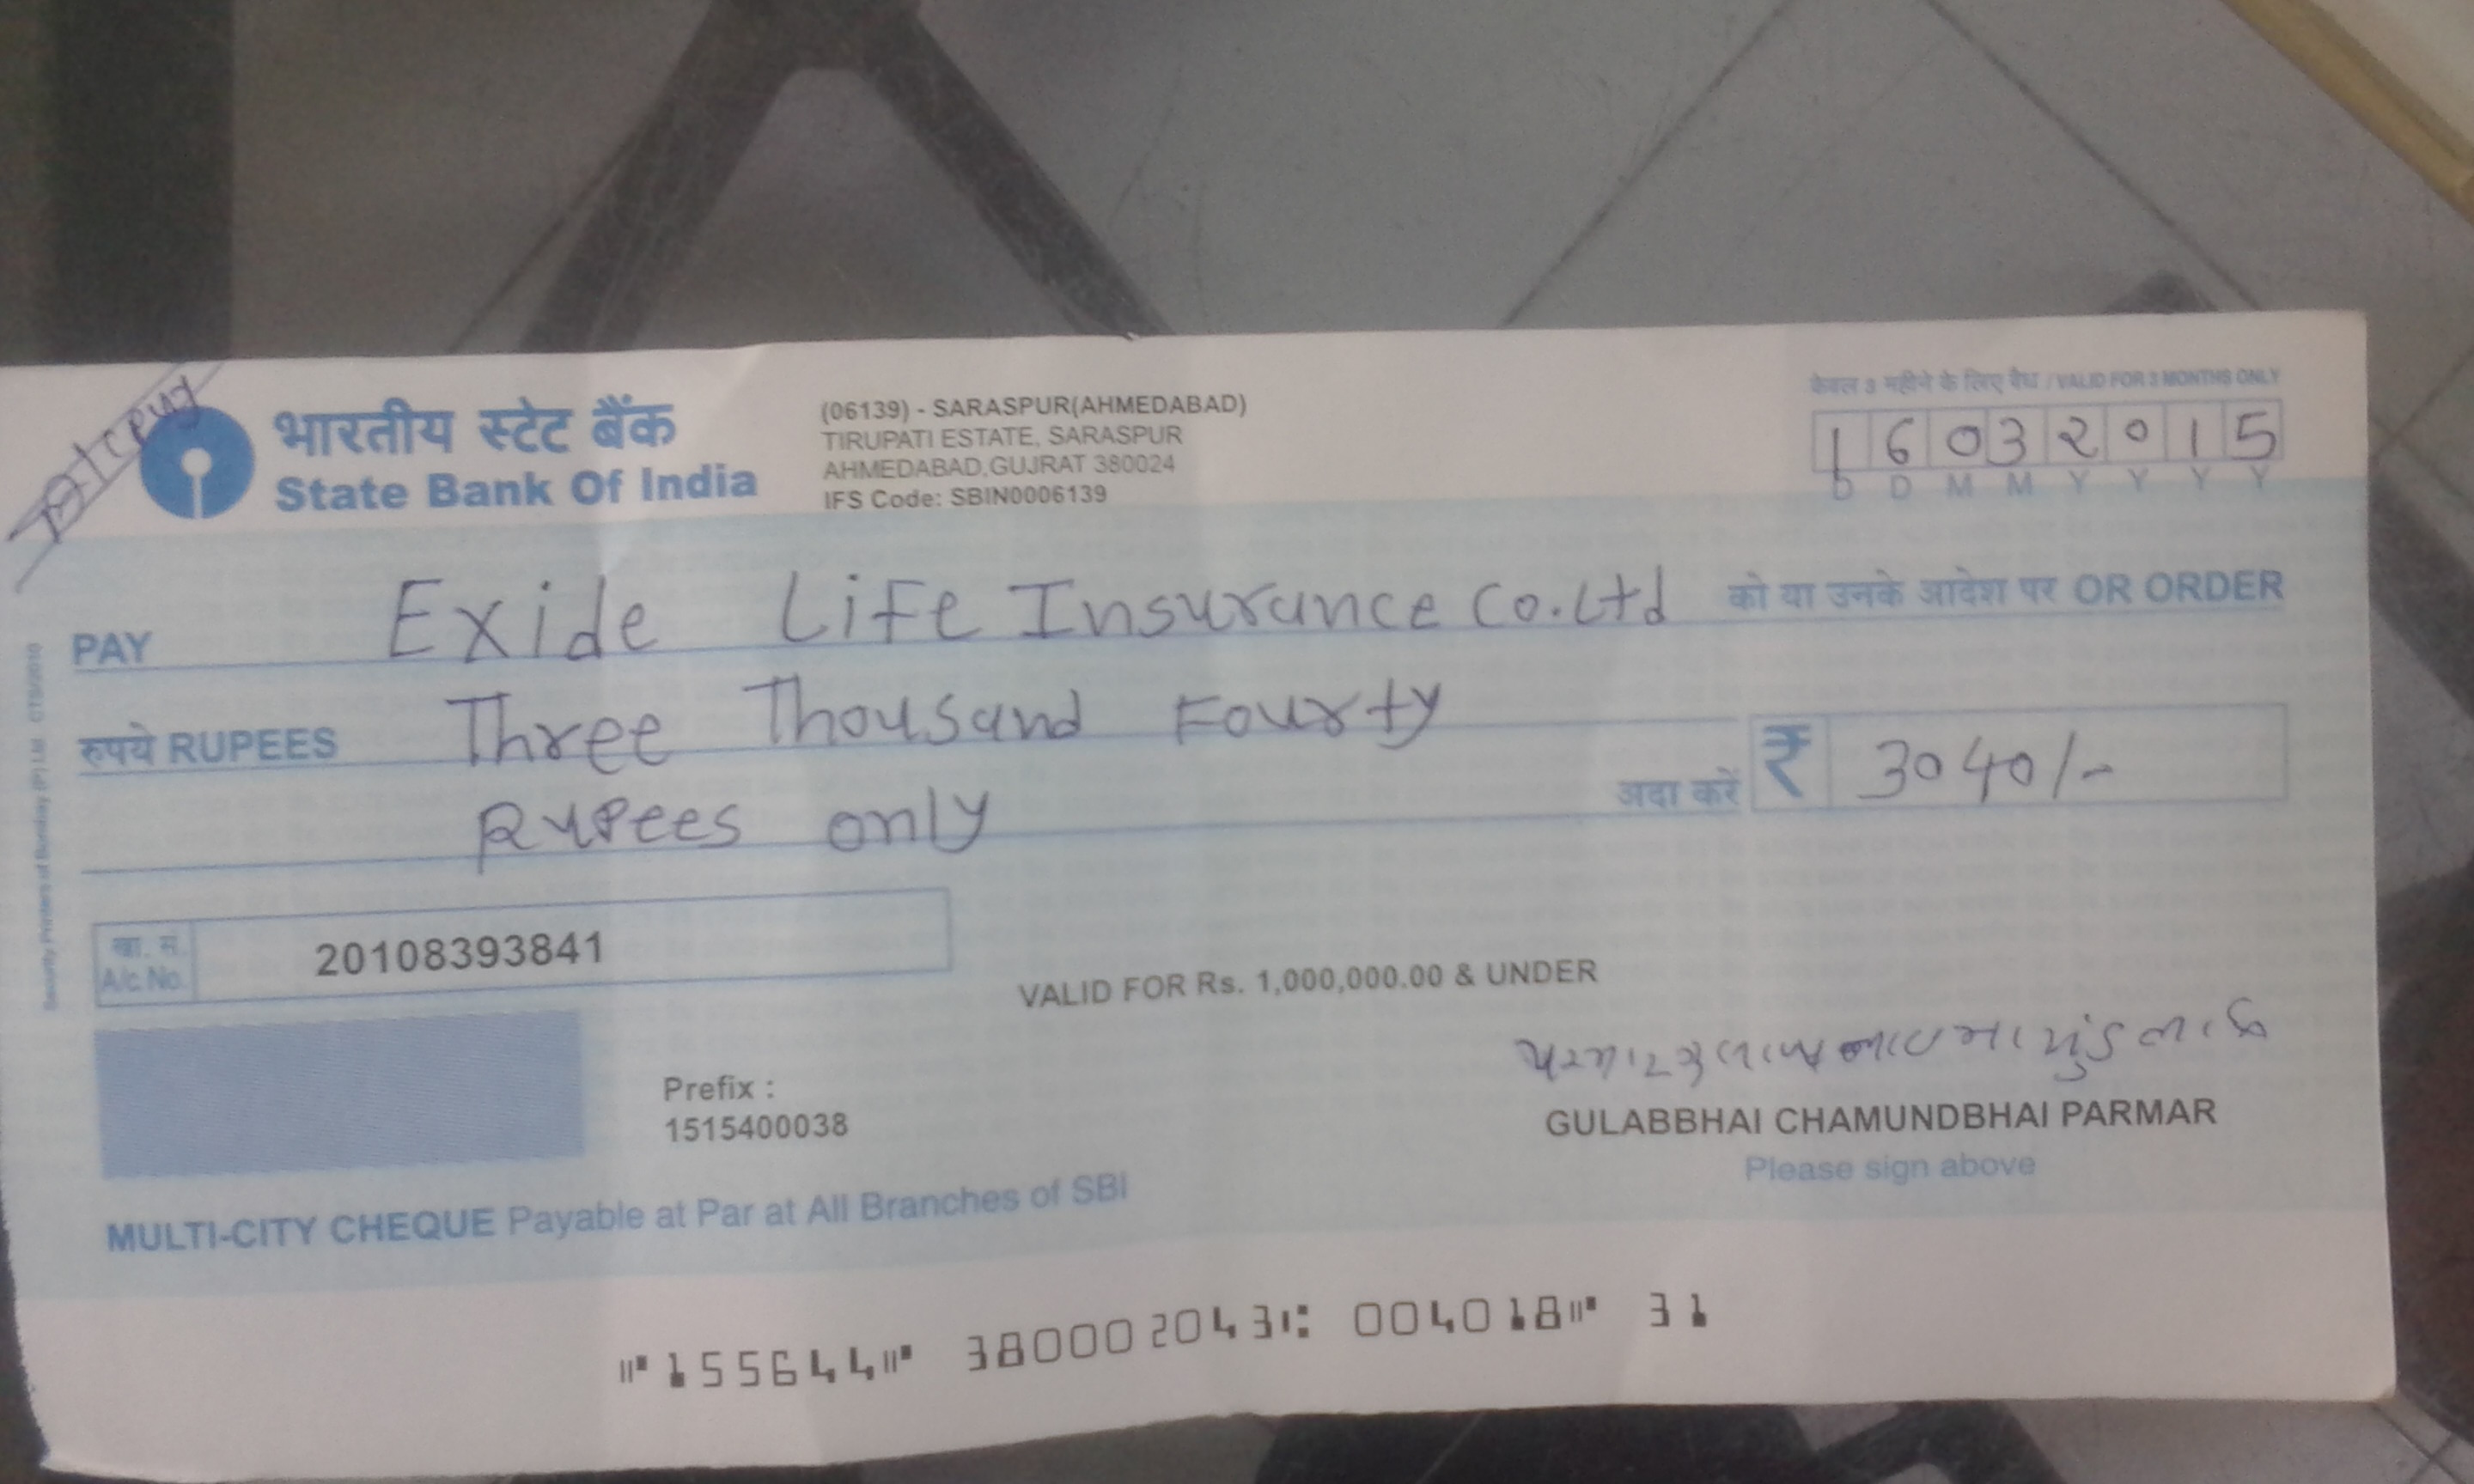 भारतीय स्टेट बैंक
State Bank Of India
(06139) - SARASPUR(AHMEDABAD)
TIRUPATI ESTATE, SARASPUR
AHMEDABAD,GUJRAT 380024
IFS Code: SBIN0006139
केवल 3 महीने के लिए वैध / VALID FOR 3 MONTHS ONLY
16032015
D D M M Y Y Y Y
PAY Exide Life Insurance Co.Ltd को या उनके आदेश पर OR ORDER
रुपये RUPEES Three Thousand Fourty
Rupees only अदा करें ₹ 3040/-
खा. सं.
A/c No. 20108393841
VALID FOR Rs. 1,000,000.00 & UNDER
Prefix :
1515400038
GULABBHAI CHAMUNDBHAI PARMAR
Please sign above
MULTI-CITY CHEQUE Payable at Par at All Branches of SBI
⑈155644⑈ 380002043⑆ 004018⑈ 31